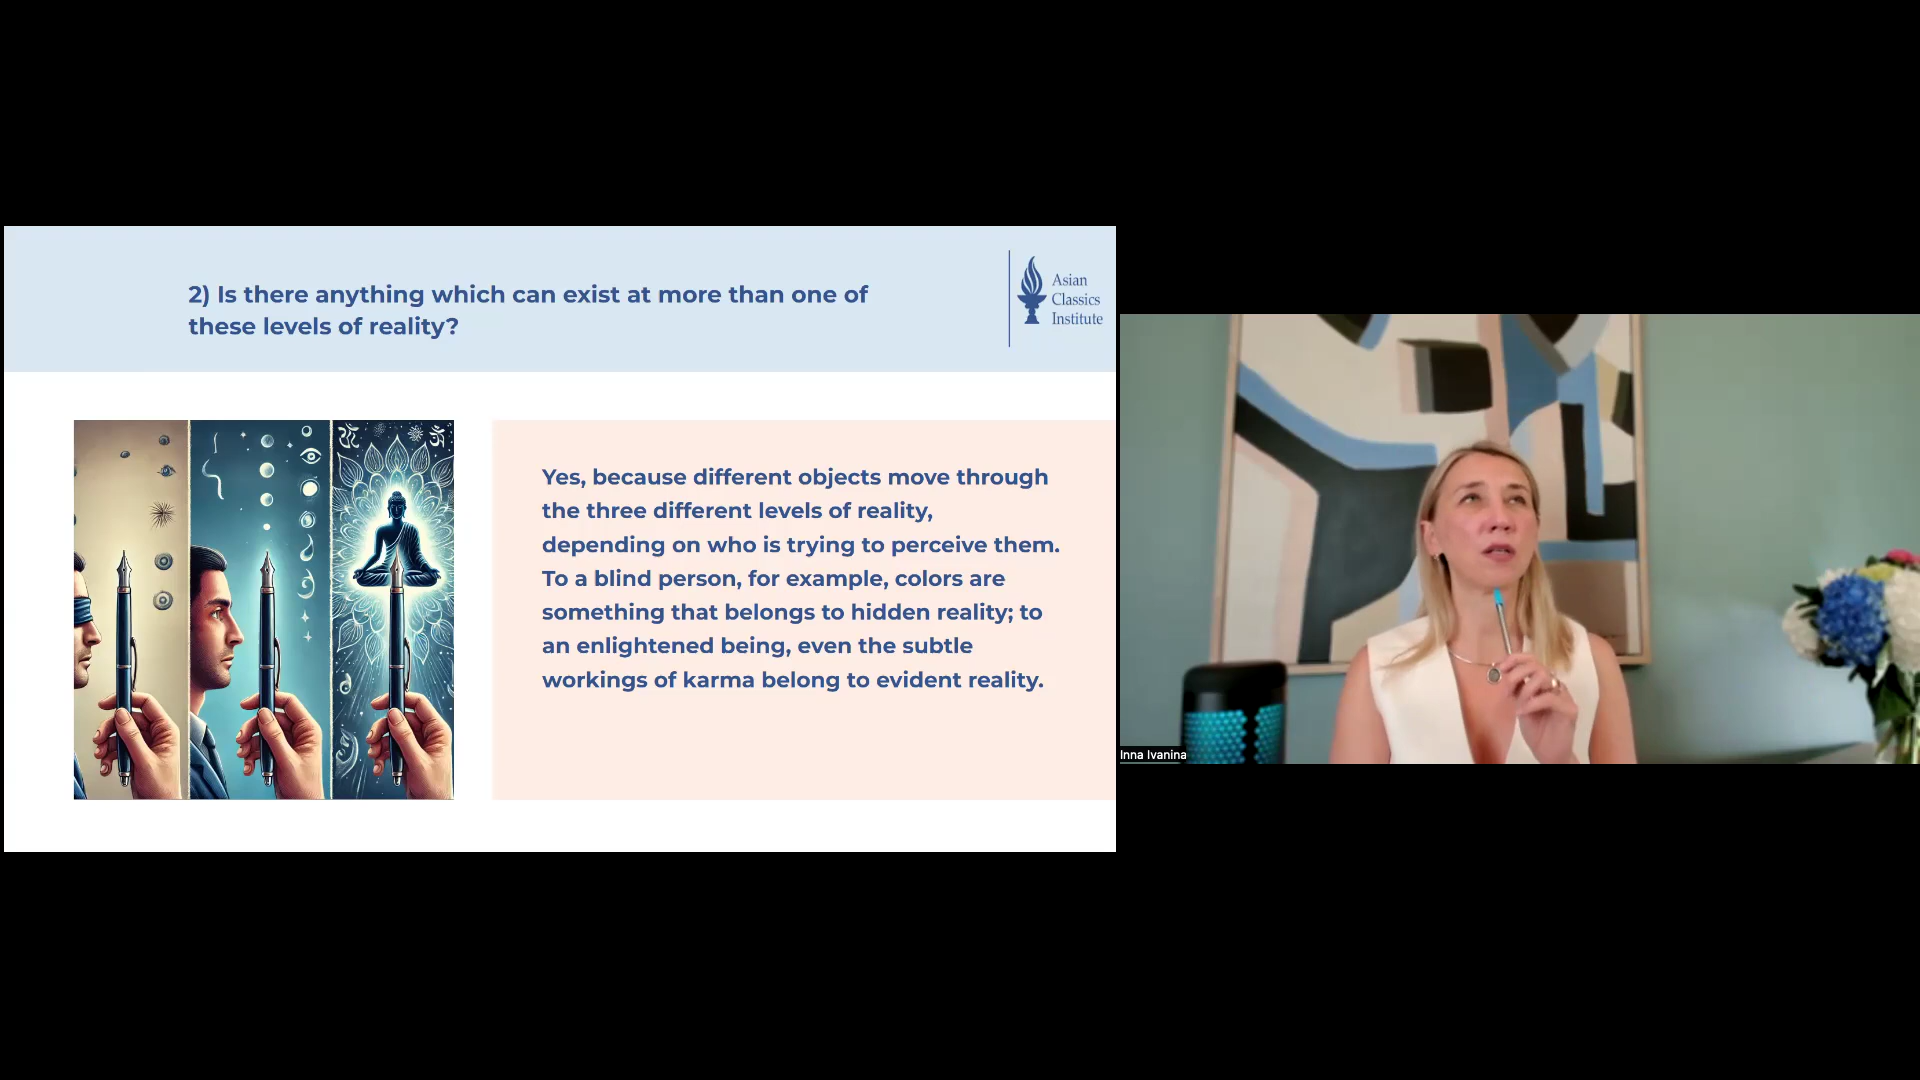 2) Is there anything which can exist at more than one of
these levels of reality?
Asian
Classics
Institute
Yes, because different objects move through
the three different levels of reality,
depending on who is trying to perceive them.
To a blind person, for example, colors are
something that belongs to hidden reality; to
an enlightened being, even the subtle
workings of karma belong to evident reality.
Inna Ivanina